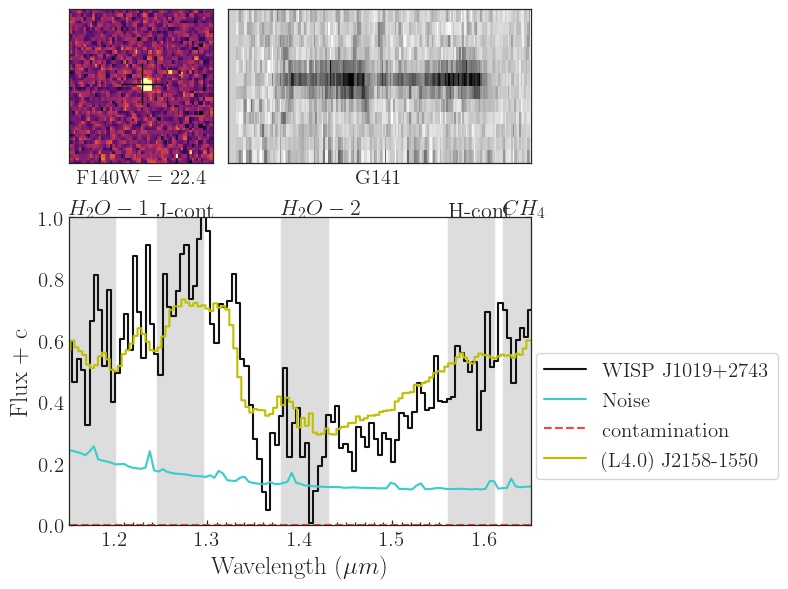 F140W = 22.4
G141
H₂O − 1 J-cont H₂O − 2 H-cont CH₄
1.0
0.8
0.6
0.4
0.2
0.0
Flux + c
1.2 1.3 1.4 1.5 1.6
Wavelength (μm)
WISP J1019+2743
Noise
contamination
(L4.0) J2158-1550